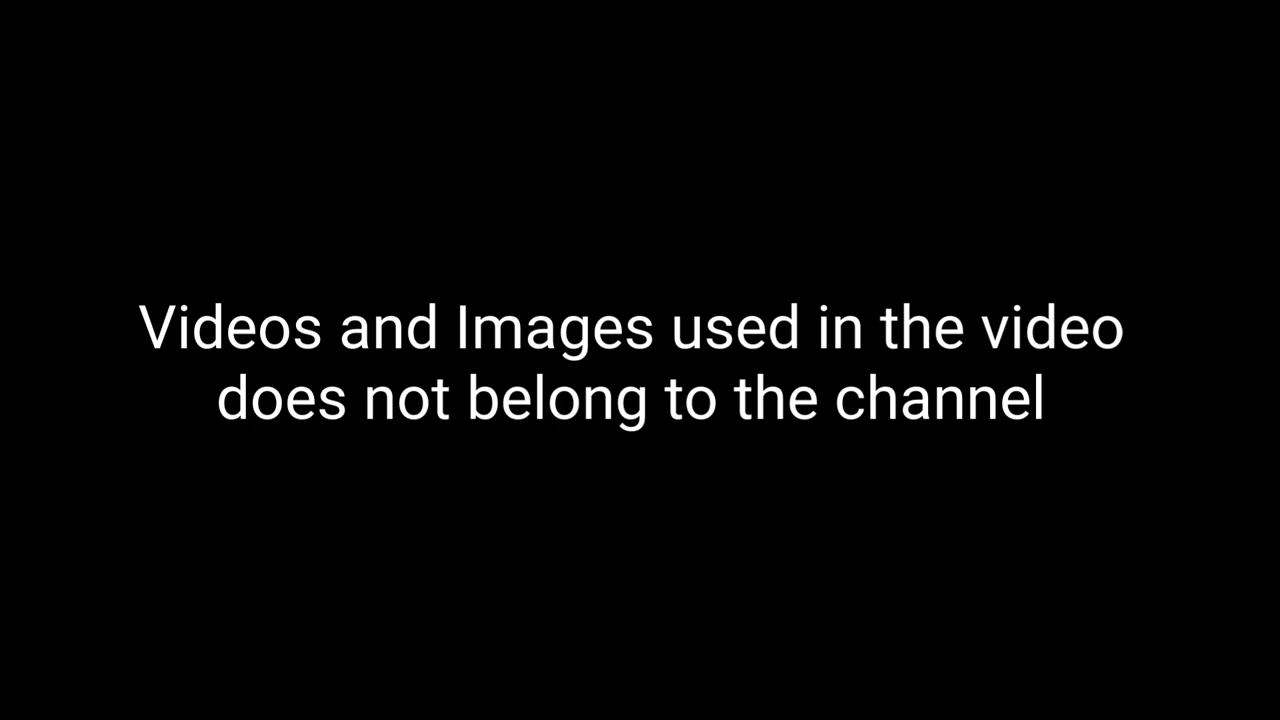 Videos and Images used in the video
does not belong to the channel